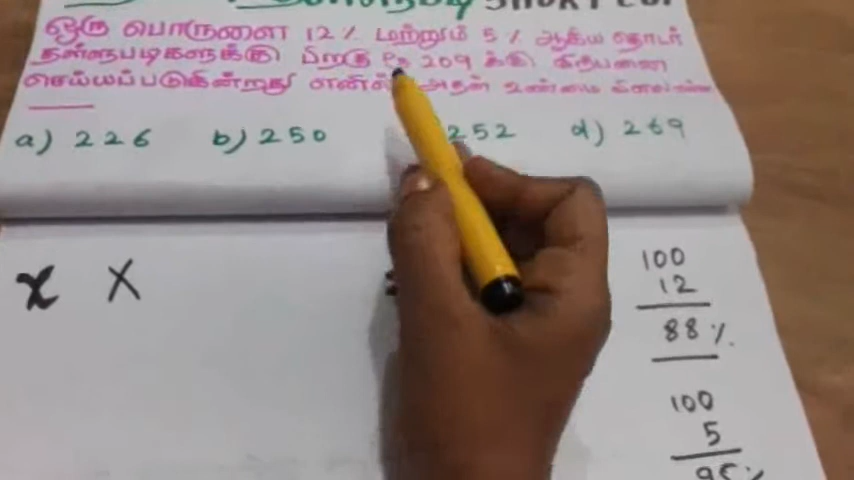 SHORT CUT
ஒரு பொருளை 12% மற்றும் 5% ஆகிய தொடர்
தள்ளுபடிகளுக்கு பிறகு ரூ 209 க்கு விற்பனை
செய்யப்படுகின்றது எனில் அதன் உண்மை விலை
a) 226 b) 250 252 d) 269
x X
100
12
88%
100
5
95%